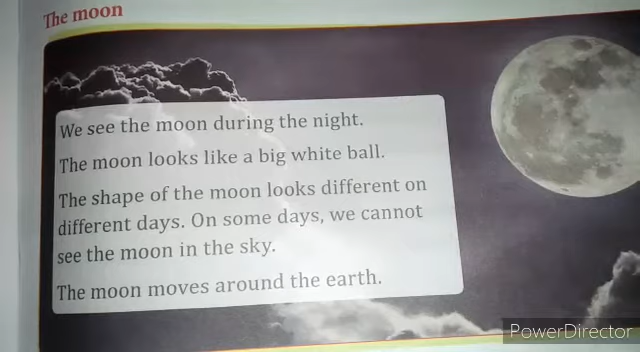 The moon
We see the moon during the night.
The moon looks like a big white ball.
The shape of the moon looks different on
different days. On some days, we cannot
see the moon in the sky.
The moon moves around the earth.
PowerDirector